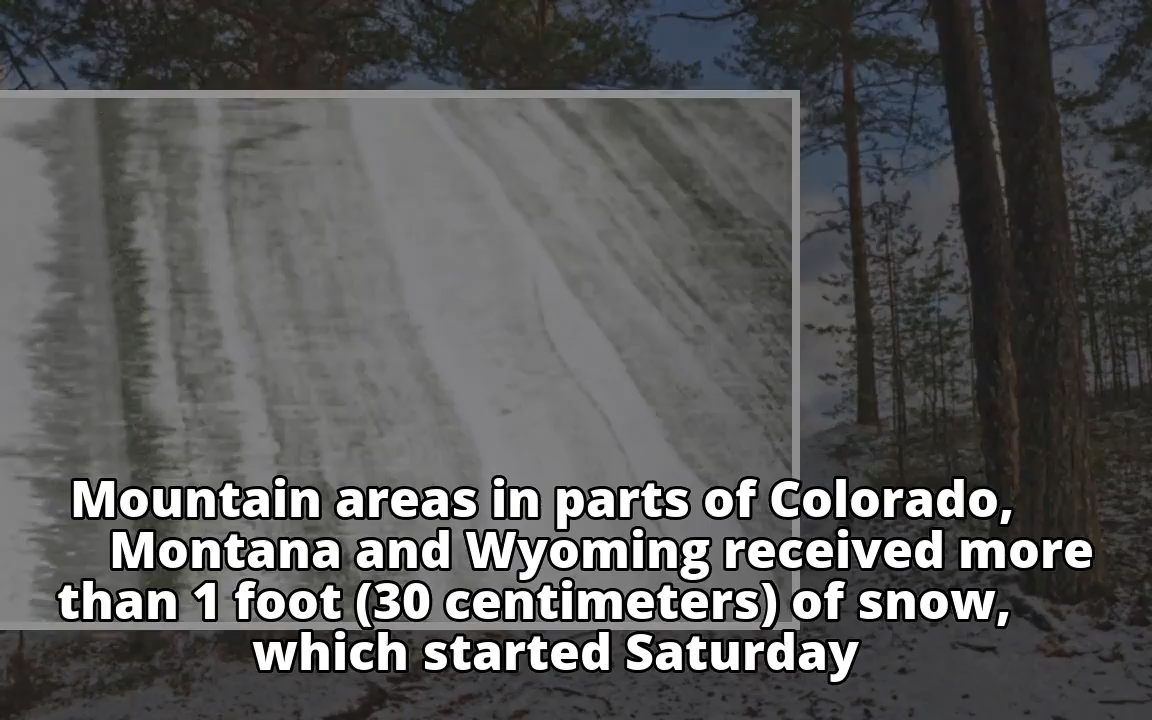 Mountain areas in parts of Colorado,
Montana and Wyoming received more
than 1 foot (30 centimeters) of snow,
which started Saturday